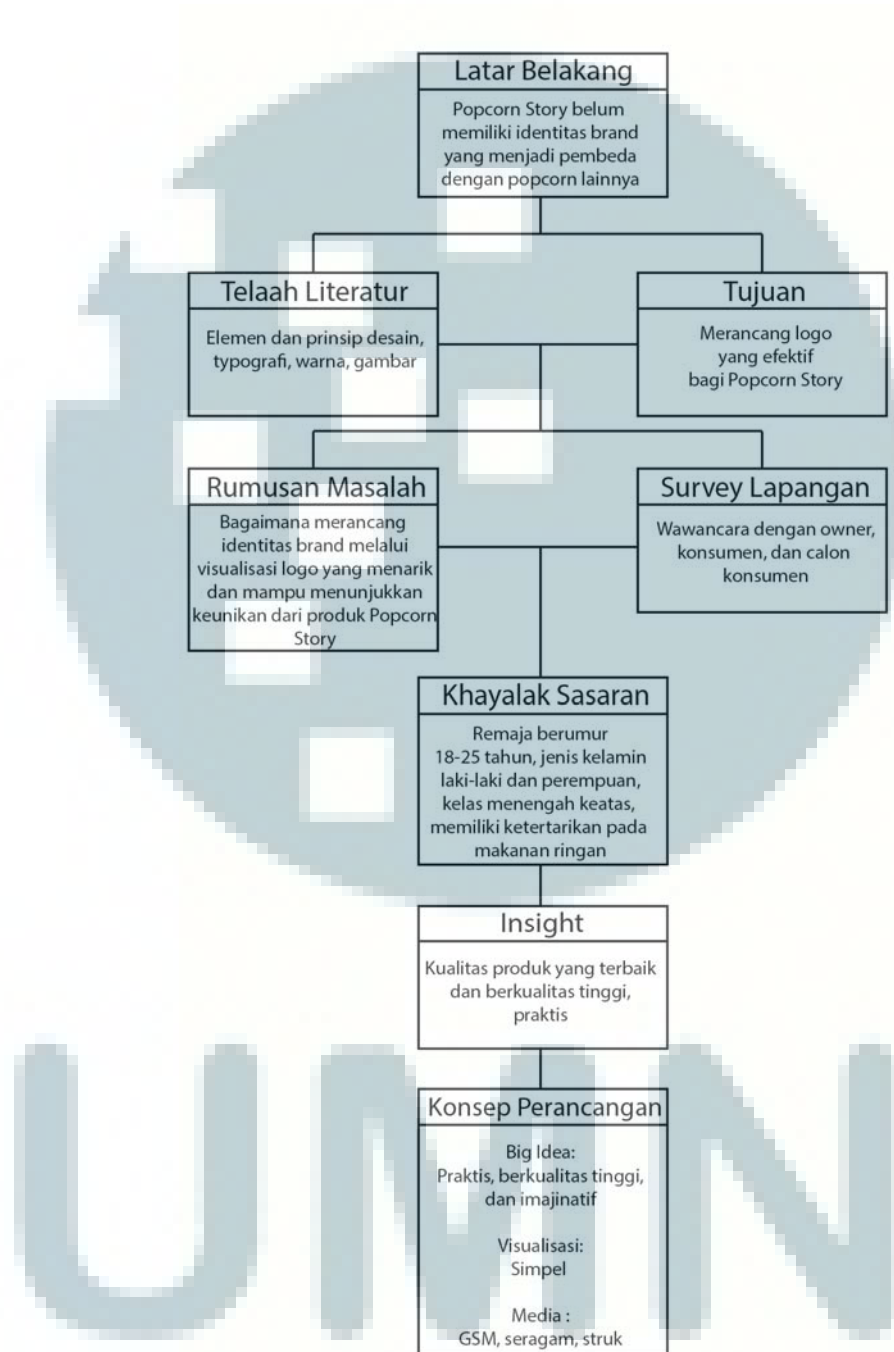 Latar Belakang
Popcorn Story belum
memiliki identitas brand
yang menjadi pembeda
dengan popcorn lainnya
Telaah Literatur
Elemen dan prinsip desain,
typografi, warna, gambar
Tujuan
Merancang logo
yang efektif
bagi Popcorn Story
Rumusan Masalah
Bagaimana merancang
identitas brand melalui
visualisasi logo yang menarik
dan mampu menunjukkan
keunikan dari produk Popcorn
Story
Survey Lapangan
Wawancara dengan owner,
konsumen, dan calon
konsumen
Khayalak Sasaran
Remaja berumur
18-25 tahun, jenis kelamin
laki-laki dan perempuan,
kelas menengah keatas,
memiliki ketertarikan pada
makanan ringan
Insight
Kualitas produk yang terbaik
dan berkualitas tinggi,
praktis
Konsep Perancangan
Big Idea:
Praktis, berkualitas tinggi,
dan imajinatif
Visualisasi:
Simpel
Media :
GSM, seragam, struk
UMN